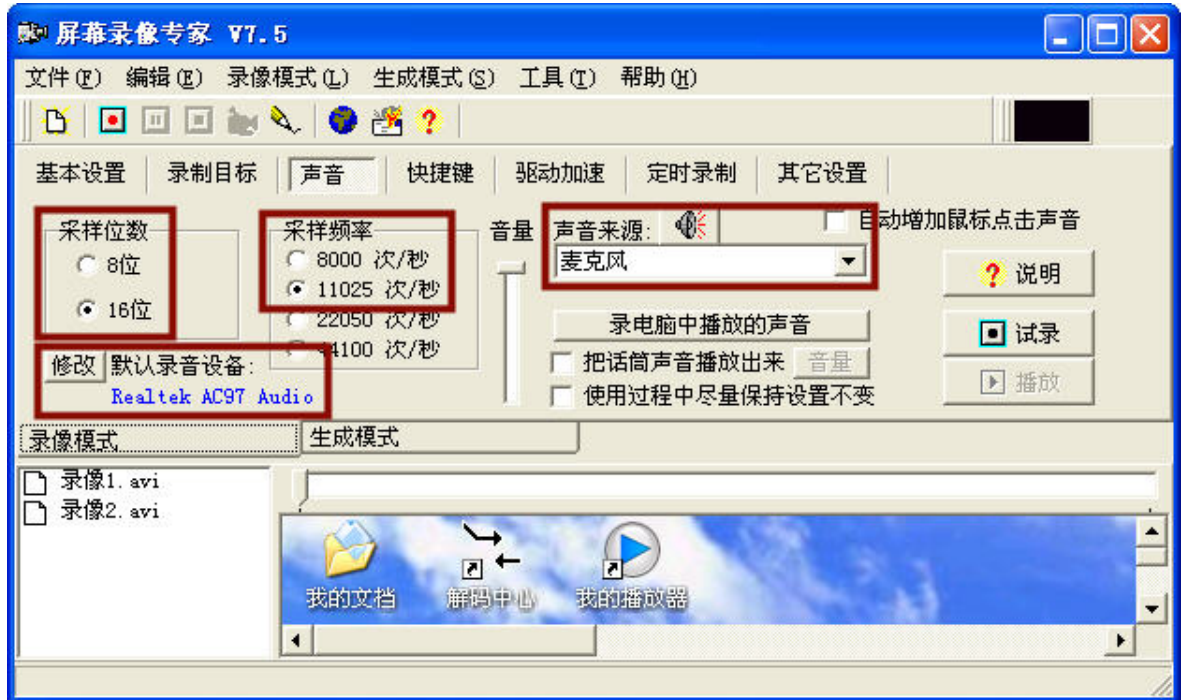 屏幕录像专家 V7.5
文件(F) 编辑(E) 录像模式(L) 生成模式(S) 工具(T) 帮助(H)
基本设置 录制目标 声音 快捷键 驱动加速 定时录制 其它设置
采样位数
8位
16位
采样频率
8000 次/秒
11025 次/秒
22050 次/秒
44100 次/秒
音量
声音来源:
麦克风
自动增加鼠标点击声音
录电脑中播放的声音
把话筒声音播放出来 音量
使用过程中尽量保持设置不变
说明
试录
播放
修改 默认录音设备:
Realtek AC97 Audio
录像模式 生成模式
录像1.avi
录像2.avi
我的文档 解码中心 我的播放器